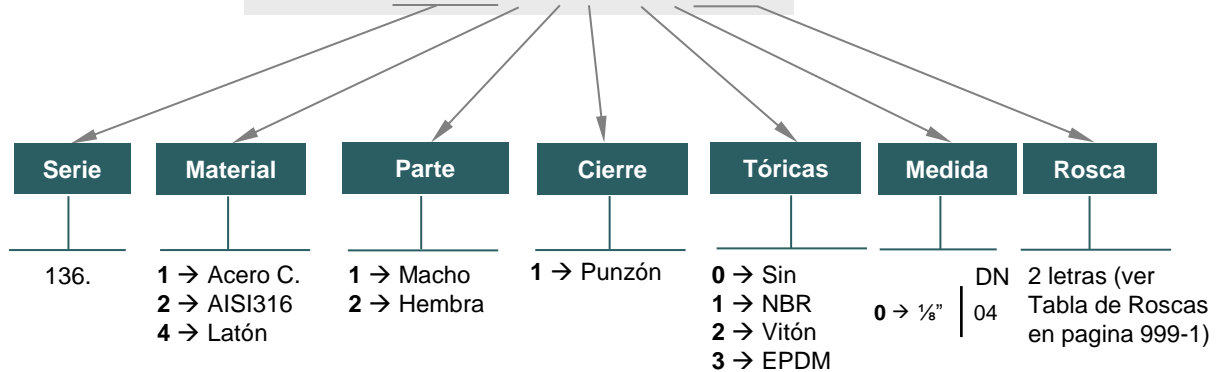 Serie
Material
Parte
Cierre
Tóricas
Medida
Rosca
136.
1 → Acero C.
2 → AISI316
4 → Latón
1 → Macho
2 → Hembra
1 → Punzón
0 → Sin
1 → NBR
2 → Vitón
3 → EPDM
DN
0 → ⅛” 04
2 letras (ver
Tabla de Roscas
en pagina 999-1)